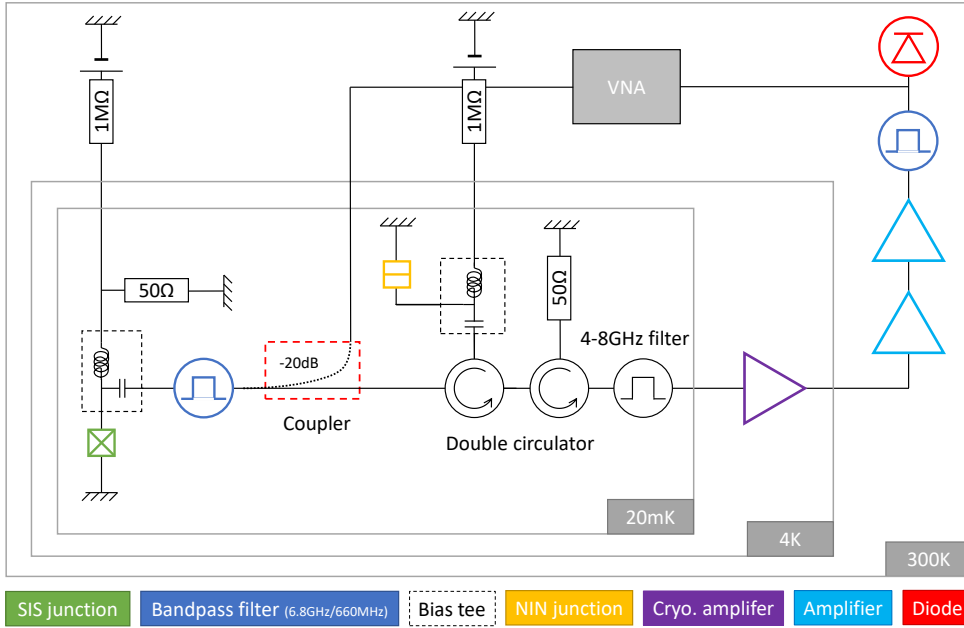 1MΩ
1MΩ
VNA
50Ω
50Ω
4-8GHz filter
-20dB
Coupler
Double circulator
20mK
4K
300K
SIS junction
Bandpass filter (6.8GHz/660MHz)
Bias tee
NIN junction
Cryo. amplifer
Amplifier
Diode